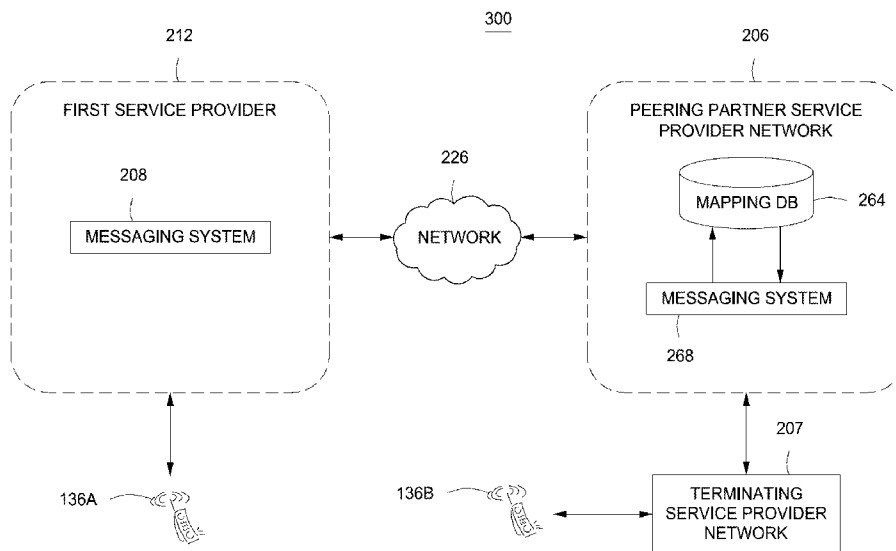 300
212
FIRST SERVICE PROVIDER
208
MESSAGING SYSTEM
226
NETWORK
206
PEERING PARTNER SERVICE
PROVIDER NETWORK
MAPPING DB
264
MESSAGING SYSTEM
268
207
TERMINATING
SERVICE PROVIDER
NETWORK
136A
136B